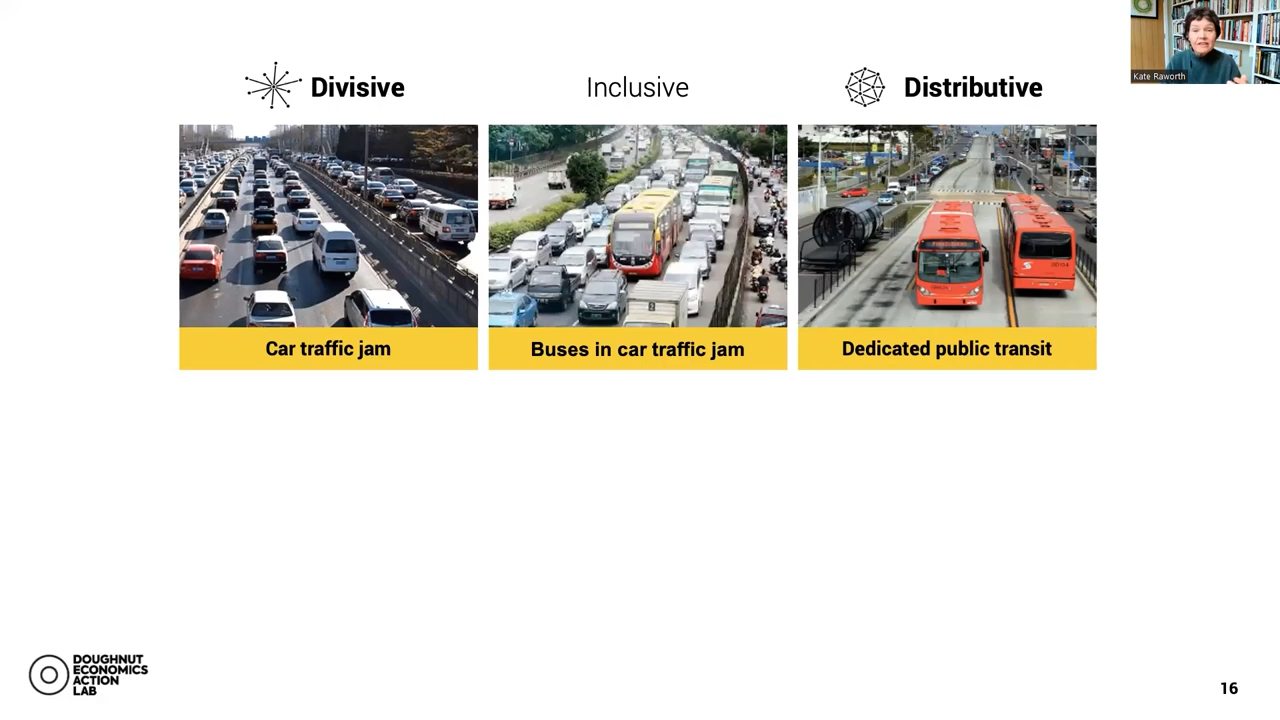 Kate Raworth
Divisive
Inclusive
Distributive
Car traffic jam
Buses in car traffic jam
Dedicated public transit
DOUGHNUT
ECONOMICS
ACTION
LAB
16